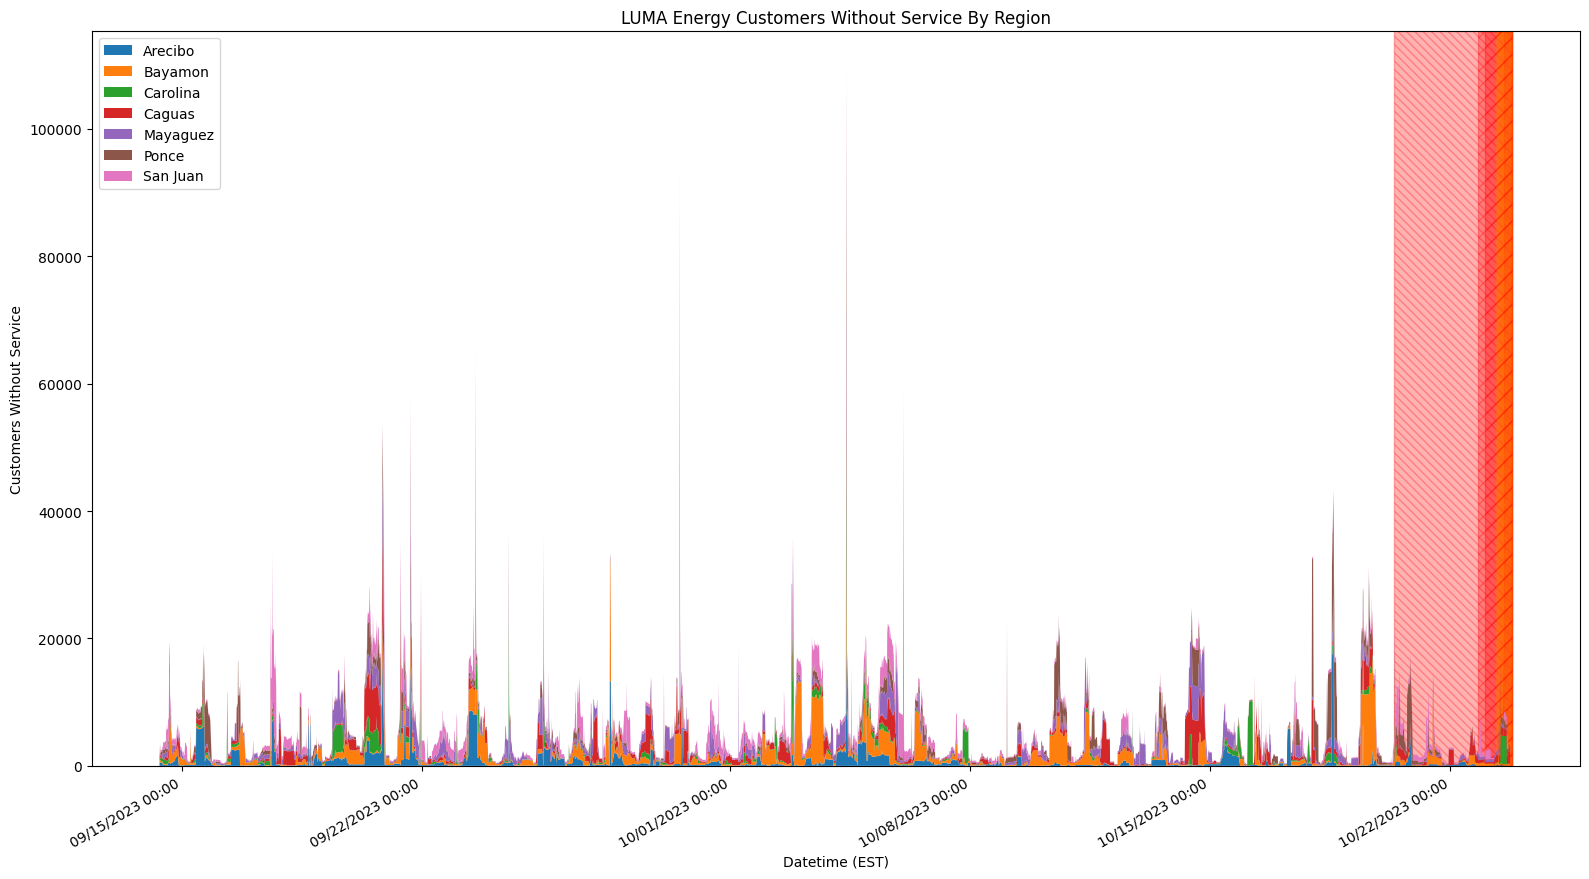 LUMA Energy Customers Without Service By Region
Arecibo
Bayamon
Carolina
Caguas
Mayaguez
Ponce
San Juan
Customers Without Service
100000
80000
60000
40000
20000
0
09/15/2023 00:00
09/22/2023 00:00
10/01/2023 00:00
10/08/2023 00:00
10/15/2023 00:00
10/22/2023 00:00
Datetime (EST)